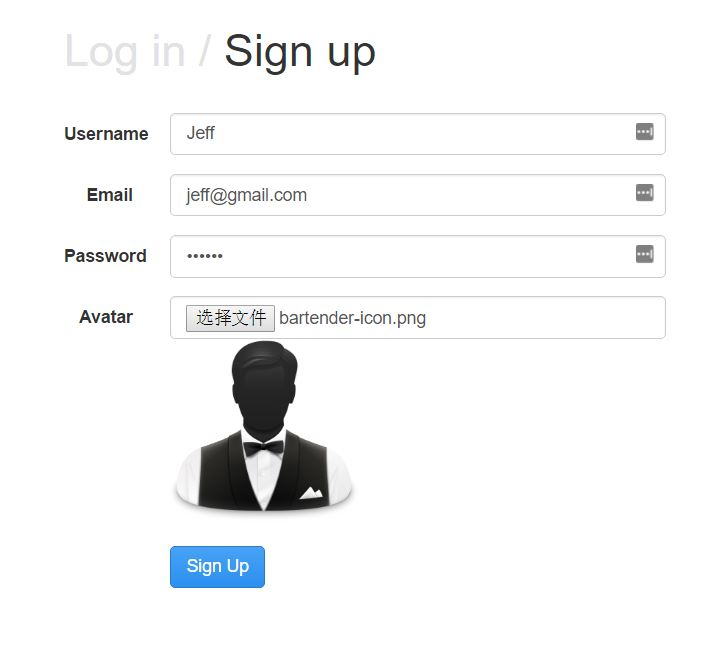 Log in / Sign up
Username Jeff
Email jeff@gmail.com
Password ••••••
Avatar 选择文件 bartender-icon.png
Sign Up